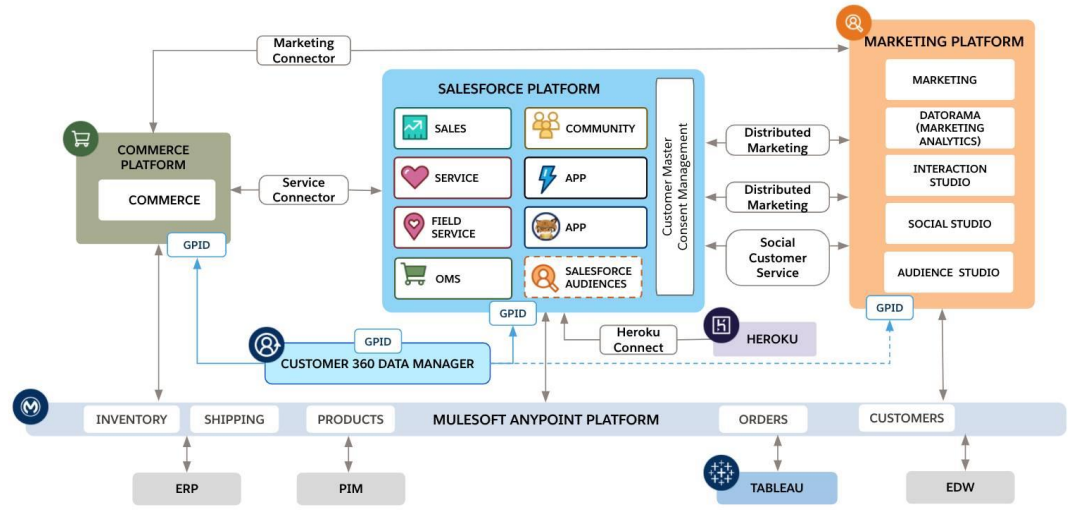 Marketing
Connector
MARKETING PLATFORM
MARKETING
DATORAMA
(MARKETING
ANALYTICS)
INTERACTION
STUDIO
SOCIAL STUDIO
AUDIENCE STUDIO
GPID
SALESFORCE PLATFORM
SALES
COMMUNITY
SERVICE
APP
FIELD
SERVICE
APP
OMS
SALESFORCE
AUDIENCES
Customer Master
Consent Management
GPID
Distributed
Marketing
Distributed
Marketing
Social
Customer
Service
COMMERCE
PLATFORM
COMMERCE
GPID
Service
Connector
Heroku
Connect
HEROKU
GPID
CUSTOMER 360 DATA MANAGER
INVENTORY
SHIPPING
PRODUCTS
MULESOFT ANYPOINT PLATFORM
ORDERS
CUSTOMERS
ERP
PIM
TABLEAU
EDW